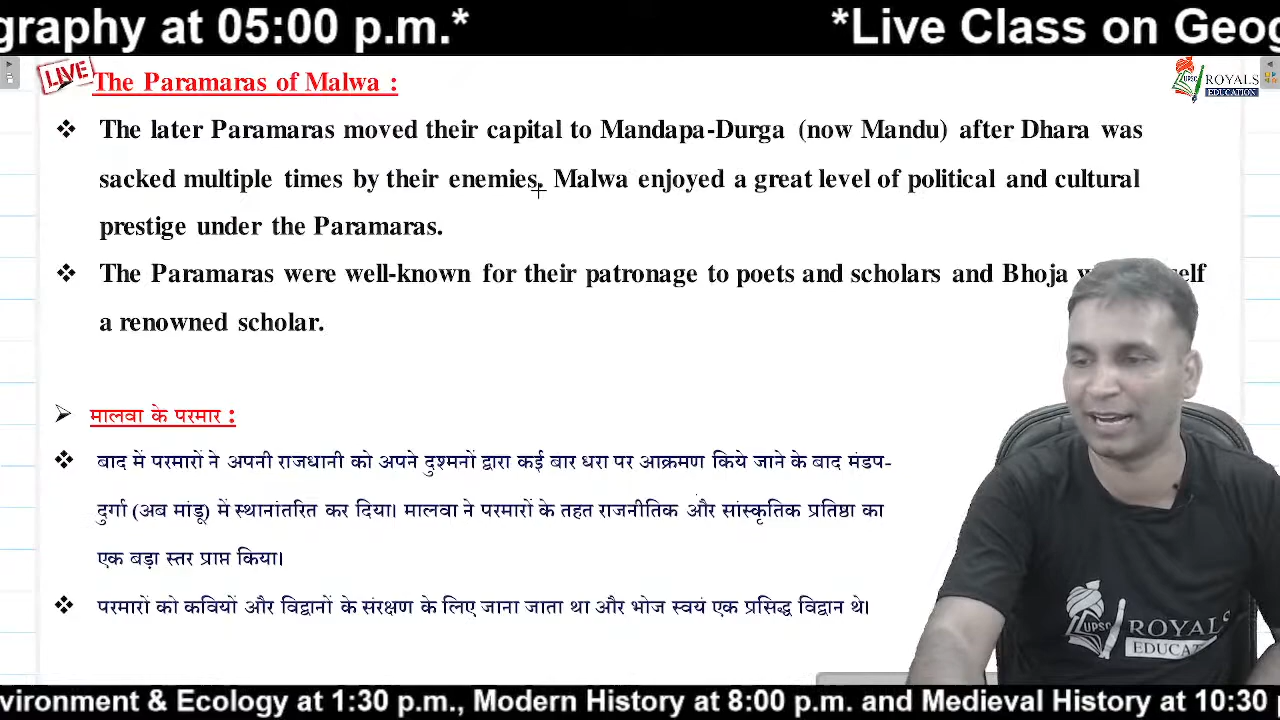 ography at 05:00 p.m.* *Live Class on Geog
LIVE
The Paramaras of Malwa :
UPSC ROYALS
EDUCATION
❖ The later Paramaras moved their capital to Mandapa-Durga (now Mandu) after Dhara was
sacked multiple times by their enemies. Malwa enjoyed a great level of political and cultural
prestige under the Paramaras.
❖ The Paramaras were well-known for their patronage to poets and scholars and Bhoja
a renowned scholar.
➢ मालवा के परमार :
❖ बाद में परमारों ने अपनी राजधानी को अपने दुश्मनों द्वारा कई बार धरा पर आक्रमण किये जाने के बाद मंडप-
दुर्गा (अब मांडू) में स्थानांतरित कर दिया। मालवा ने परमारों के तहत राजनीतिक और सांस्कृतिक प्रतिष्ठा का
एक बड़ा स्तर प्राप्त किया।
❖ परमारों को कवियों और विद्वानों के संरक्षण के लिए जाना जाता था और भोज स्वयं एक प्रसिद्ध विद्वान थे।
UPSC ROYALS
EDUCAT
vironment & Ecology at 1:30 p.m., Modern History at 8:00 p.m. and Medieval History at 10:30